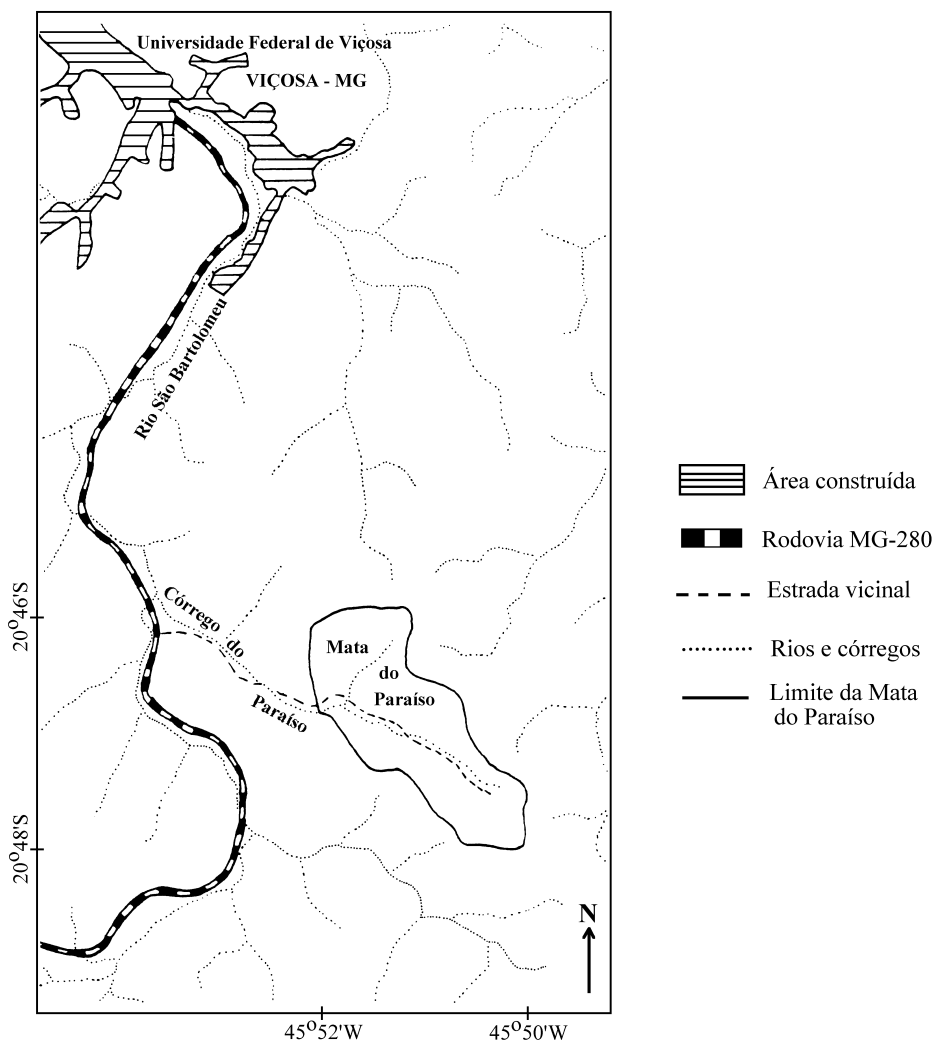 Universidade Federal de Viçosa
VIÇOSA - MG
Rio São Bartolomeu
20°46'S
Córrego do
Paraíso
Mata
do
Paraíso
20°48'S
N
45°52'W
45°50'W
Área construída
Rodovia MG-280
Estrada vicinal
Rios e córregos
Limite da Mata
do Paraíso